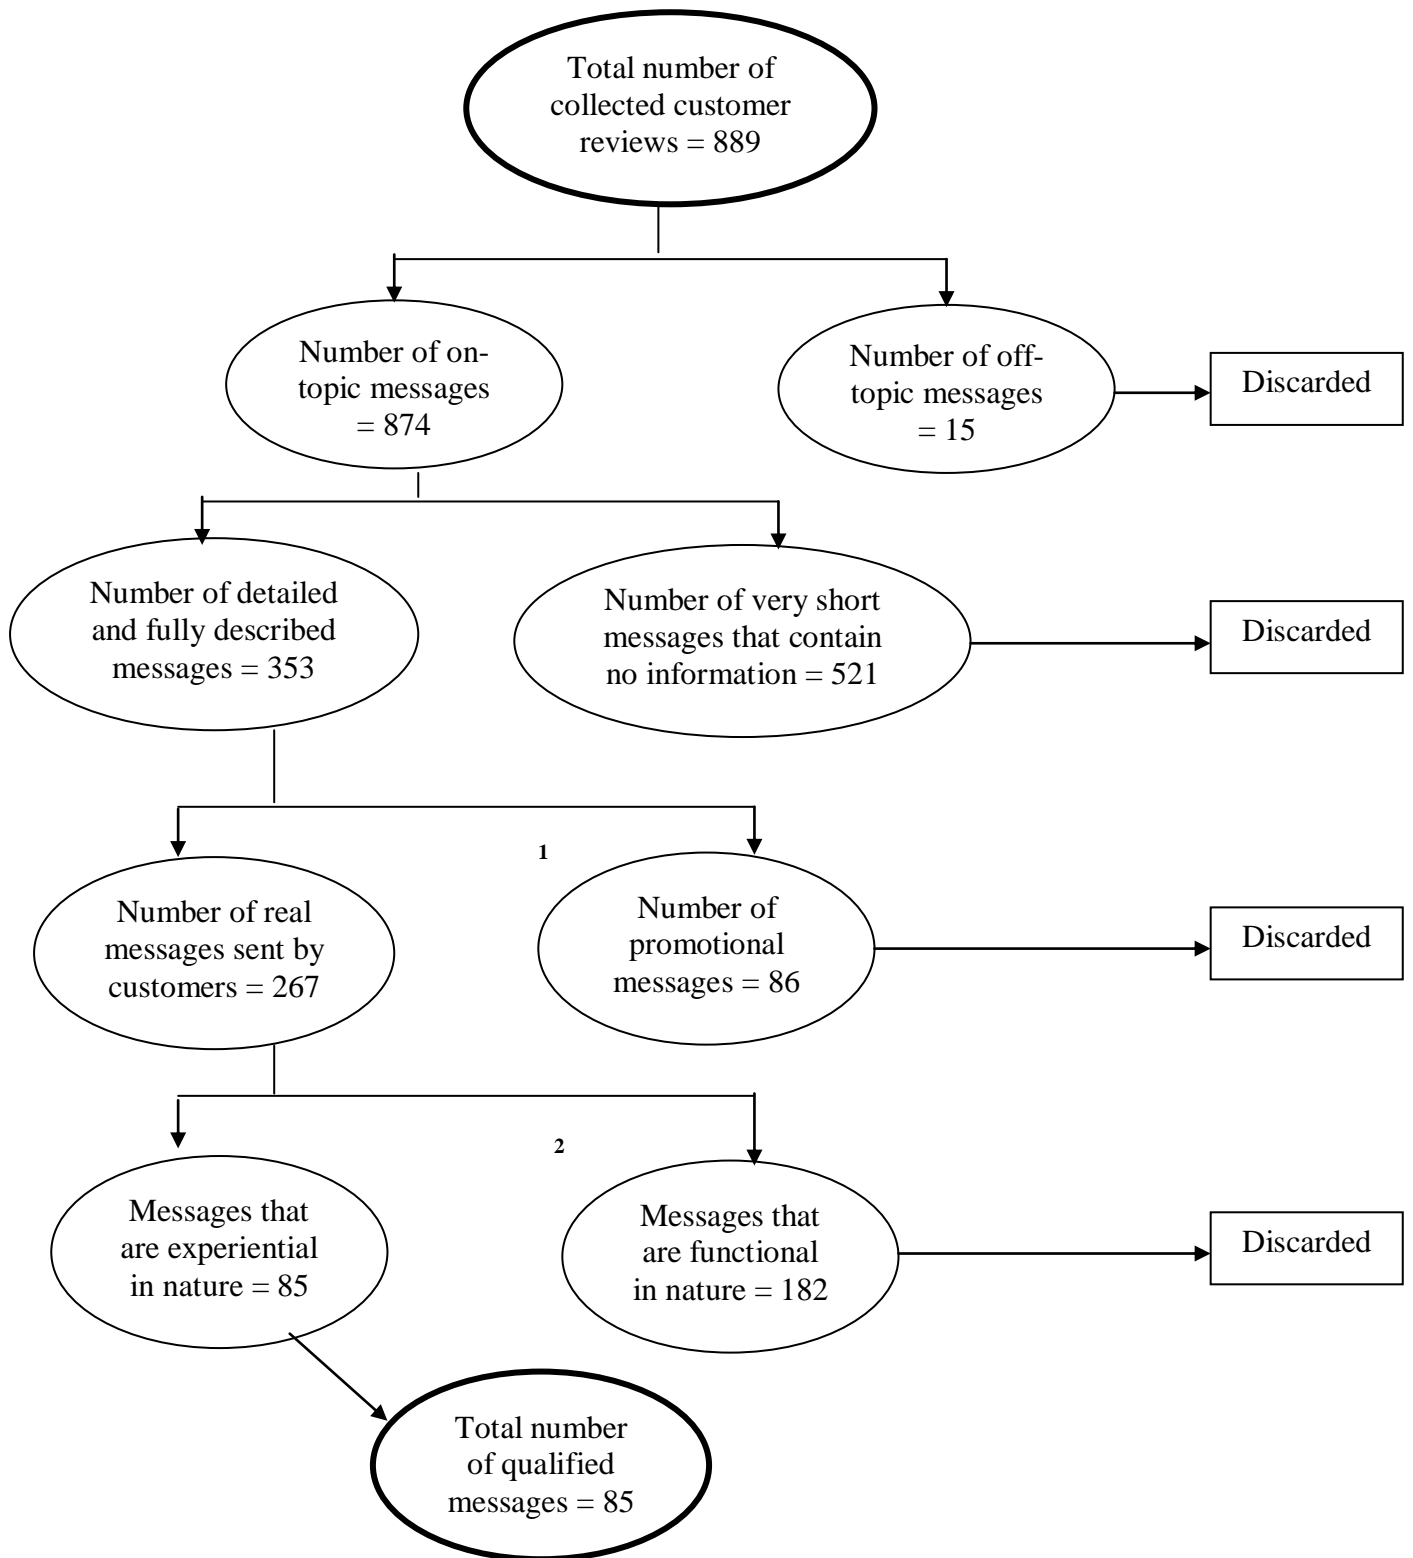 Total number of
collected customer
reviews = 889
Number of on-
topic messages
= 874
Number of off-
topic messages
= 15
Discarded
Number of detailed
and fully described
messages = 353
Number of very short
messages that contain
no information = 521
Discarded
1
Number of real
messages sent by
customers = 267
Number of
promotional
messages = 86
Discarded
2
Messages that
are experiential
in nature = 85
Messages that
are functional
in nature = 182
Discarded
Total number
of qualified
messages = 85